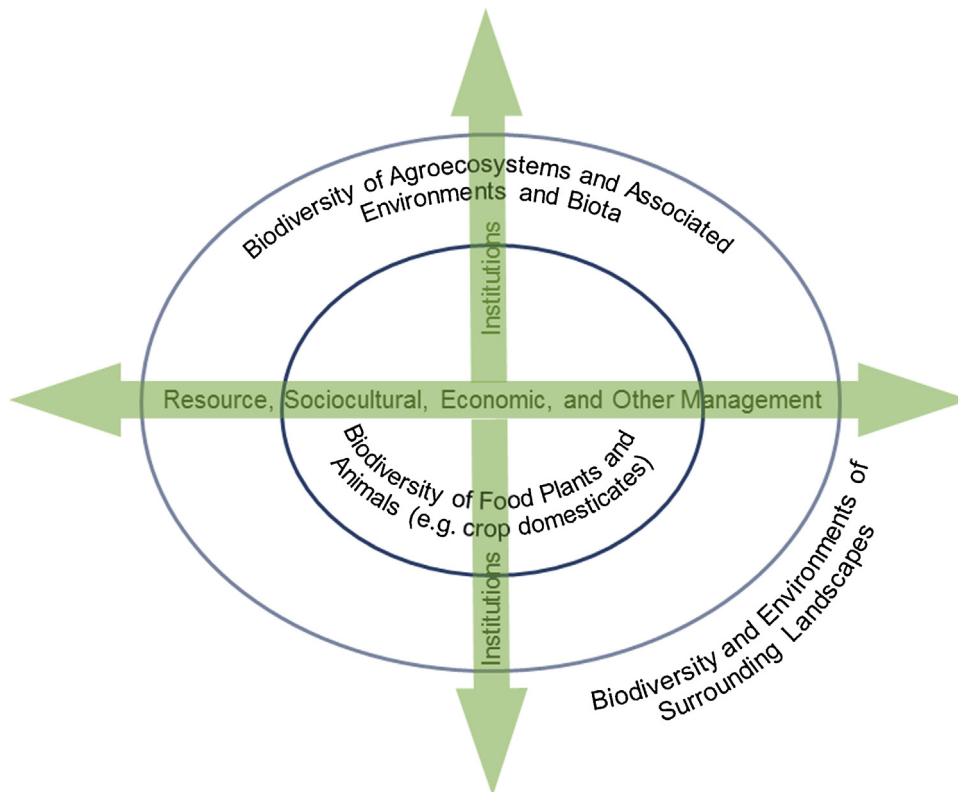 Biodiversity of Agroecosystems and Associated
Environments and Biota
Institutions
Resource, Sociocultural, Economic, and Other Management
Biodiversity of Food Plants and
Animals (e.g. crop domesticates)
Institutions
Biodiversity and Environments of
Surrounding Landscapes